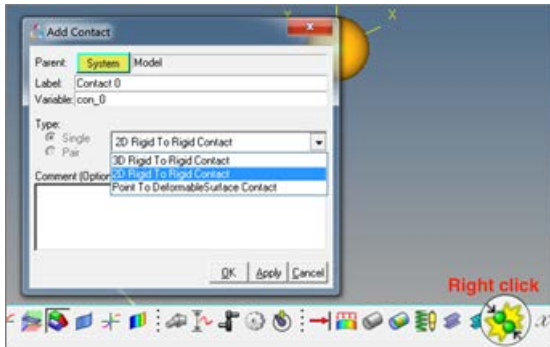 Add Contact
X
Y
Parent: System Model
Label: Contact 0
Variable: con_0
Type:
Single
2D Rigid To Rigid Contact
Pair
3D Rigid To Rigid Contact
2D Rigid To Rigid Contact
Point To DeformableSurface Contact
Comment (Option
OK Apply Cancel
Right click
x